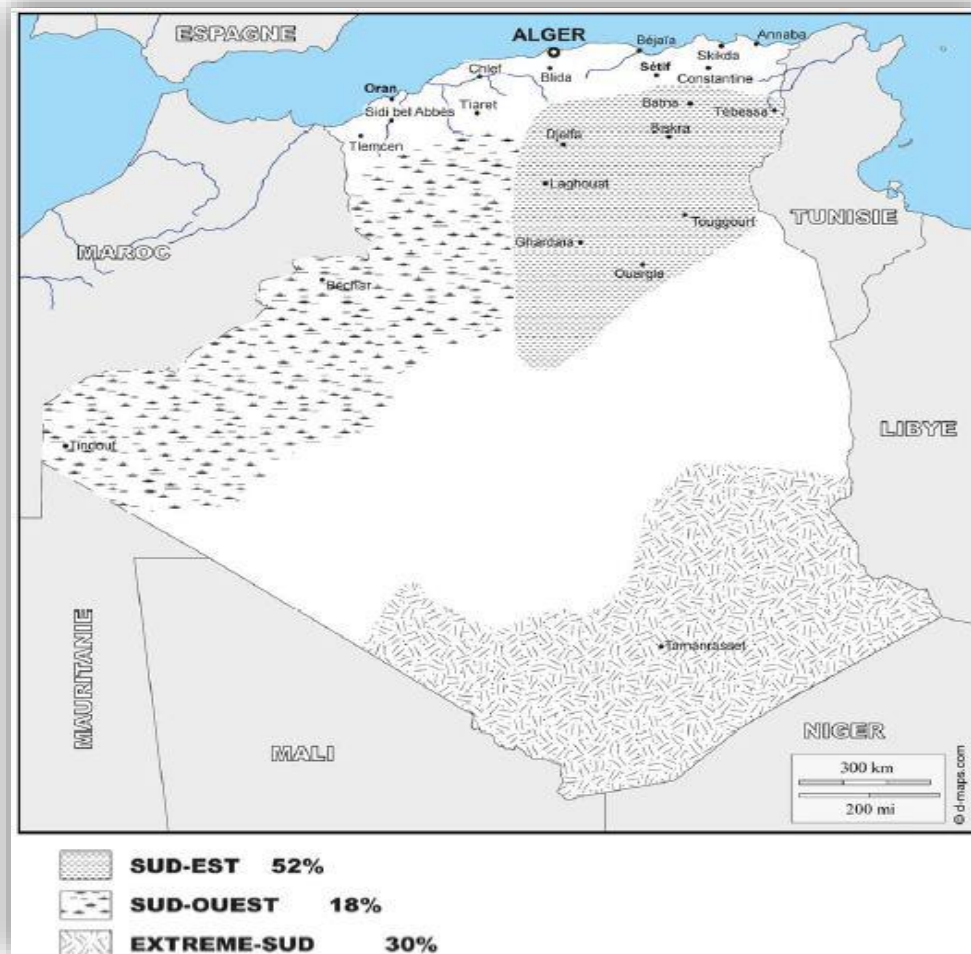 ESPAGNE
ALGER
Béjaïa
Skikda
Annaba
Chlef
Blida
Sétif
Constantine
Oran
Sidi bel Abbès
Tiaret
Batna
Tébessa
Tlemcen
Djelfa
Biskra
Laghouat
Touggourt
TUNISIE
MAROC
Ghardaïa
Ouargla
Béchar
LIBYE
Tindouf
Tamanrasset
MAURITANIE
MALI
NIGER
300 km
200 mi
© d-maps.com
SUD-EST 52%
SUD-OUEST 18%
EXTREME-SUD 30%